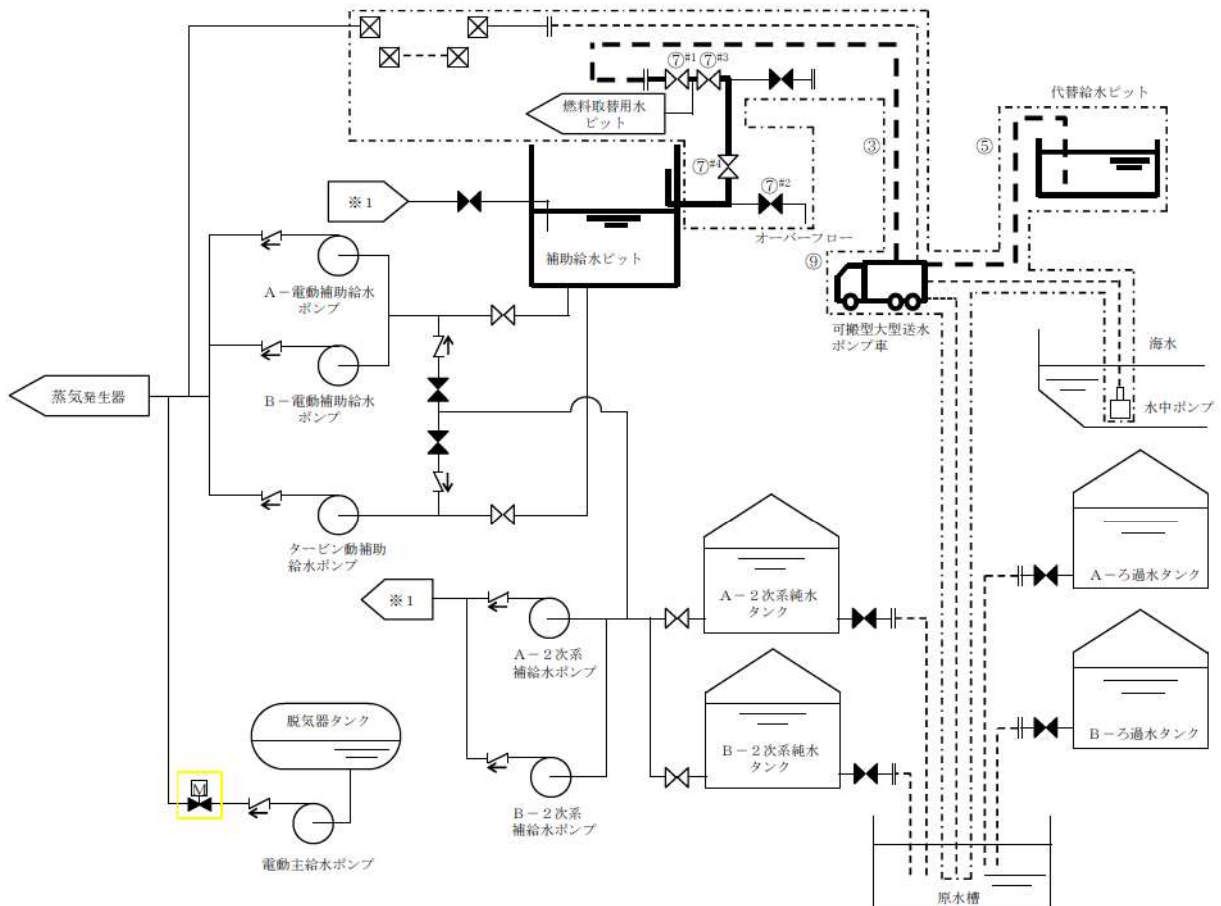 ⑦#1
⑦#3
燃料取替用水
ピット
代替給水ピット
③
⑤
⑦#4
⑦#2
※1
オーバーフロー
補助給水ピット
⑨
A－電動補助給水
ポンプ
可搬型大型送水
ポンプ車
海水
蒸気発生器
B－電動補助給水
ポンプ
水中ポンプ
タービン動補助
給水ポンプ
A－ろ過水タンク
※1
A－2次系純水
タンク
A－2次系
補給水ポンプ
脱気器タンク
B－2次系純水
タンク
B－ろ過水タンク
M
B－2次系
補給水ポンプ
電動主給水ポンプ
原水槽